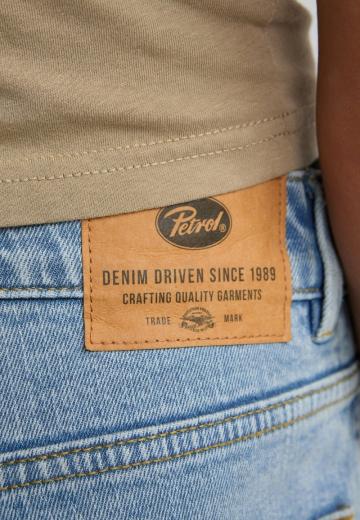 Petrol®
DENIM DRIVEN SINCE 1989
CRAFTING QUALITY GARMENTS
TRADE MARK